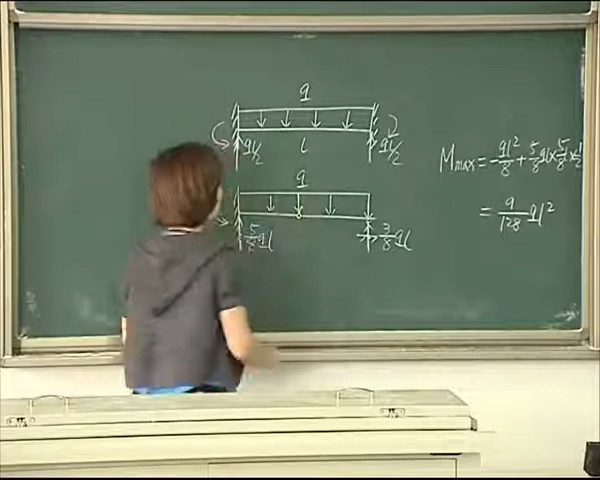 q
ql/2 l ql/2
q
5/8 ql 3/8 ql
Mmax = -ql²/8 + 5/8 ql × 5/8 × 1/
= 9/128 ql²